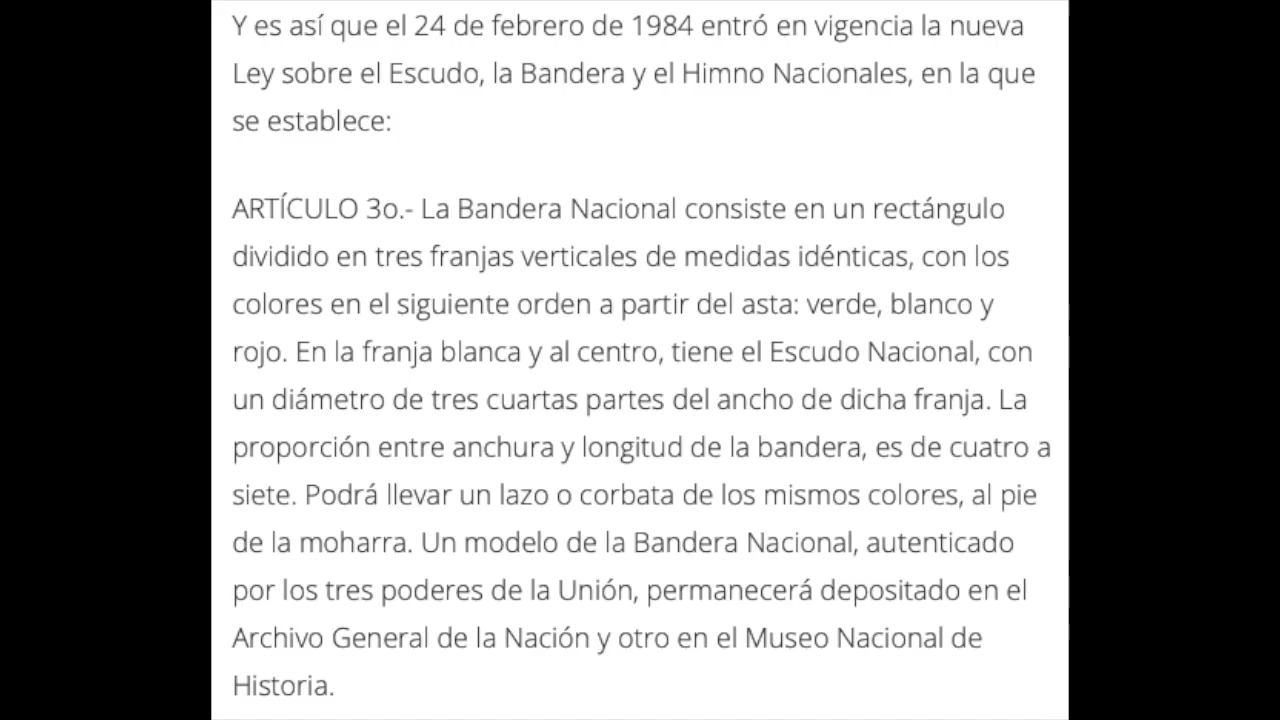 Y es así que el 24 de febrero de 1984 entró en vigencia la nueva
Ley sobre el Escudo, la Bandera y el Himno Nacionales, en la que
se establece:
ARTÍCULO 3o.- La Bandera Nacional consiste en un rectángulo
dividido en tres franjas verticales de medidas idénticas, con los
colores en el siguiente orden a partir del asta: verde, blanco y
rojo. En la franja blanca y al centro, tiene el Escudo Nacional, con
un diámetro de tres cuartas partes del ancho de dicha franja. La
proporción entre anchura y longitud de la bandera, es de cuatro a
siete. Podrá llevar un lazo o corbata de los mismos colores, al pie
de la moharra. Un modelo de la Bandera Nacional, autenticado
por los tres poderes de la Unión, permanecerá depositado en el
Archivo General de la Nación y otro en el Museo Nacional de
Historia.